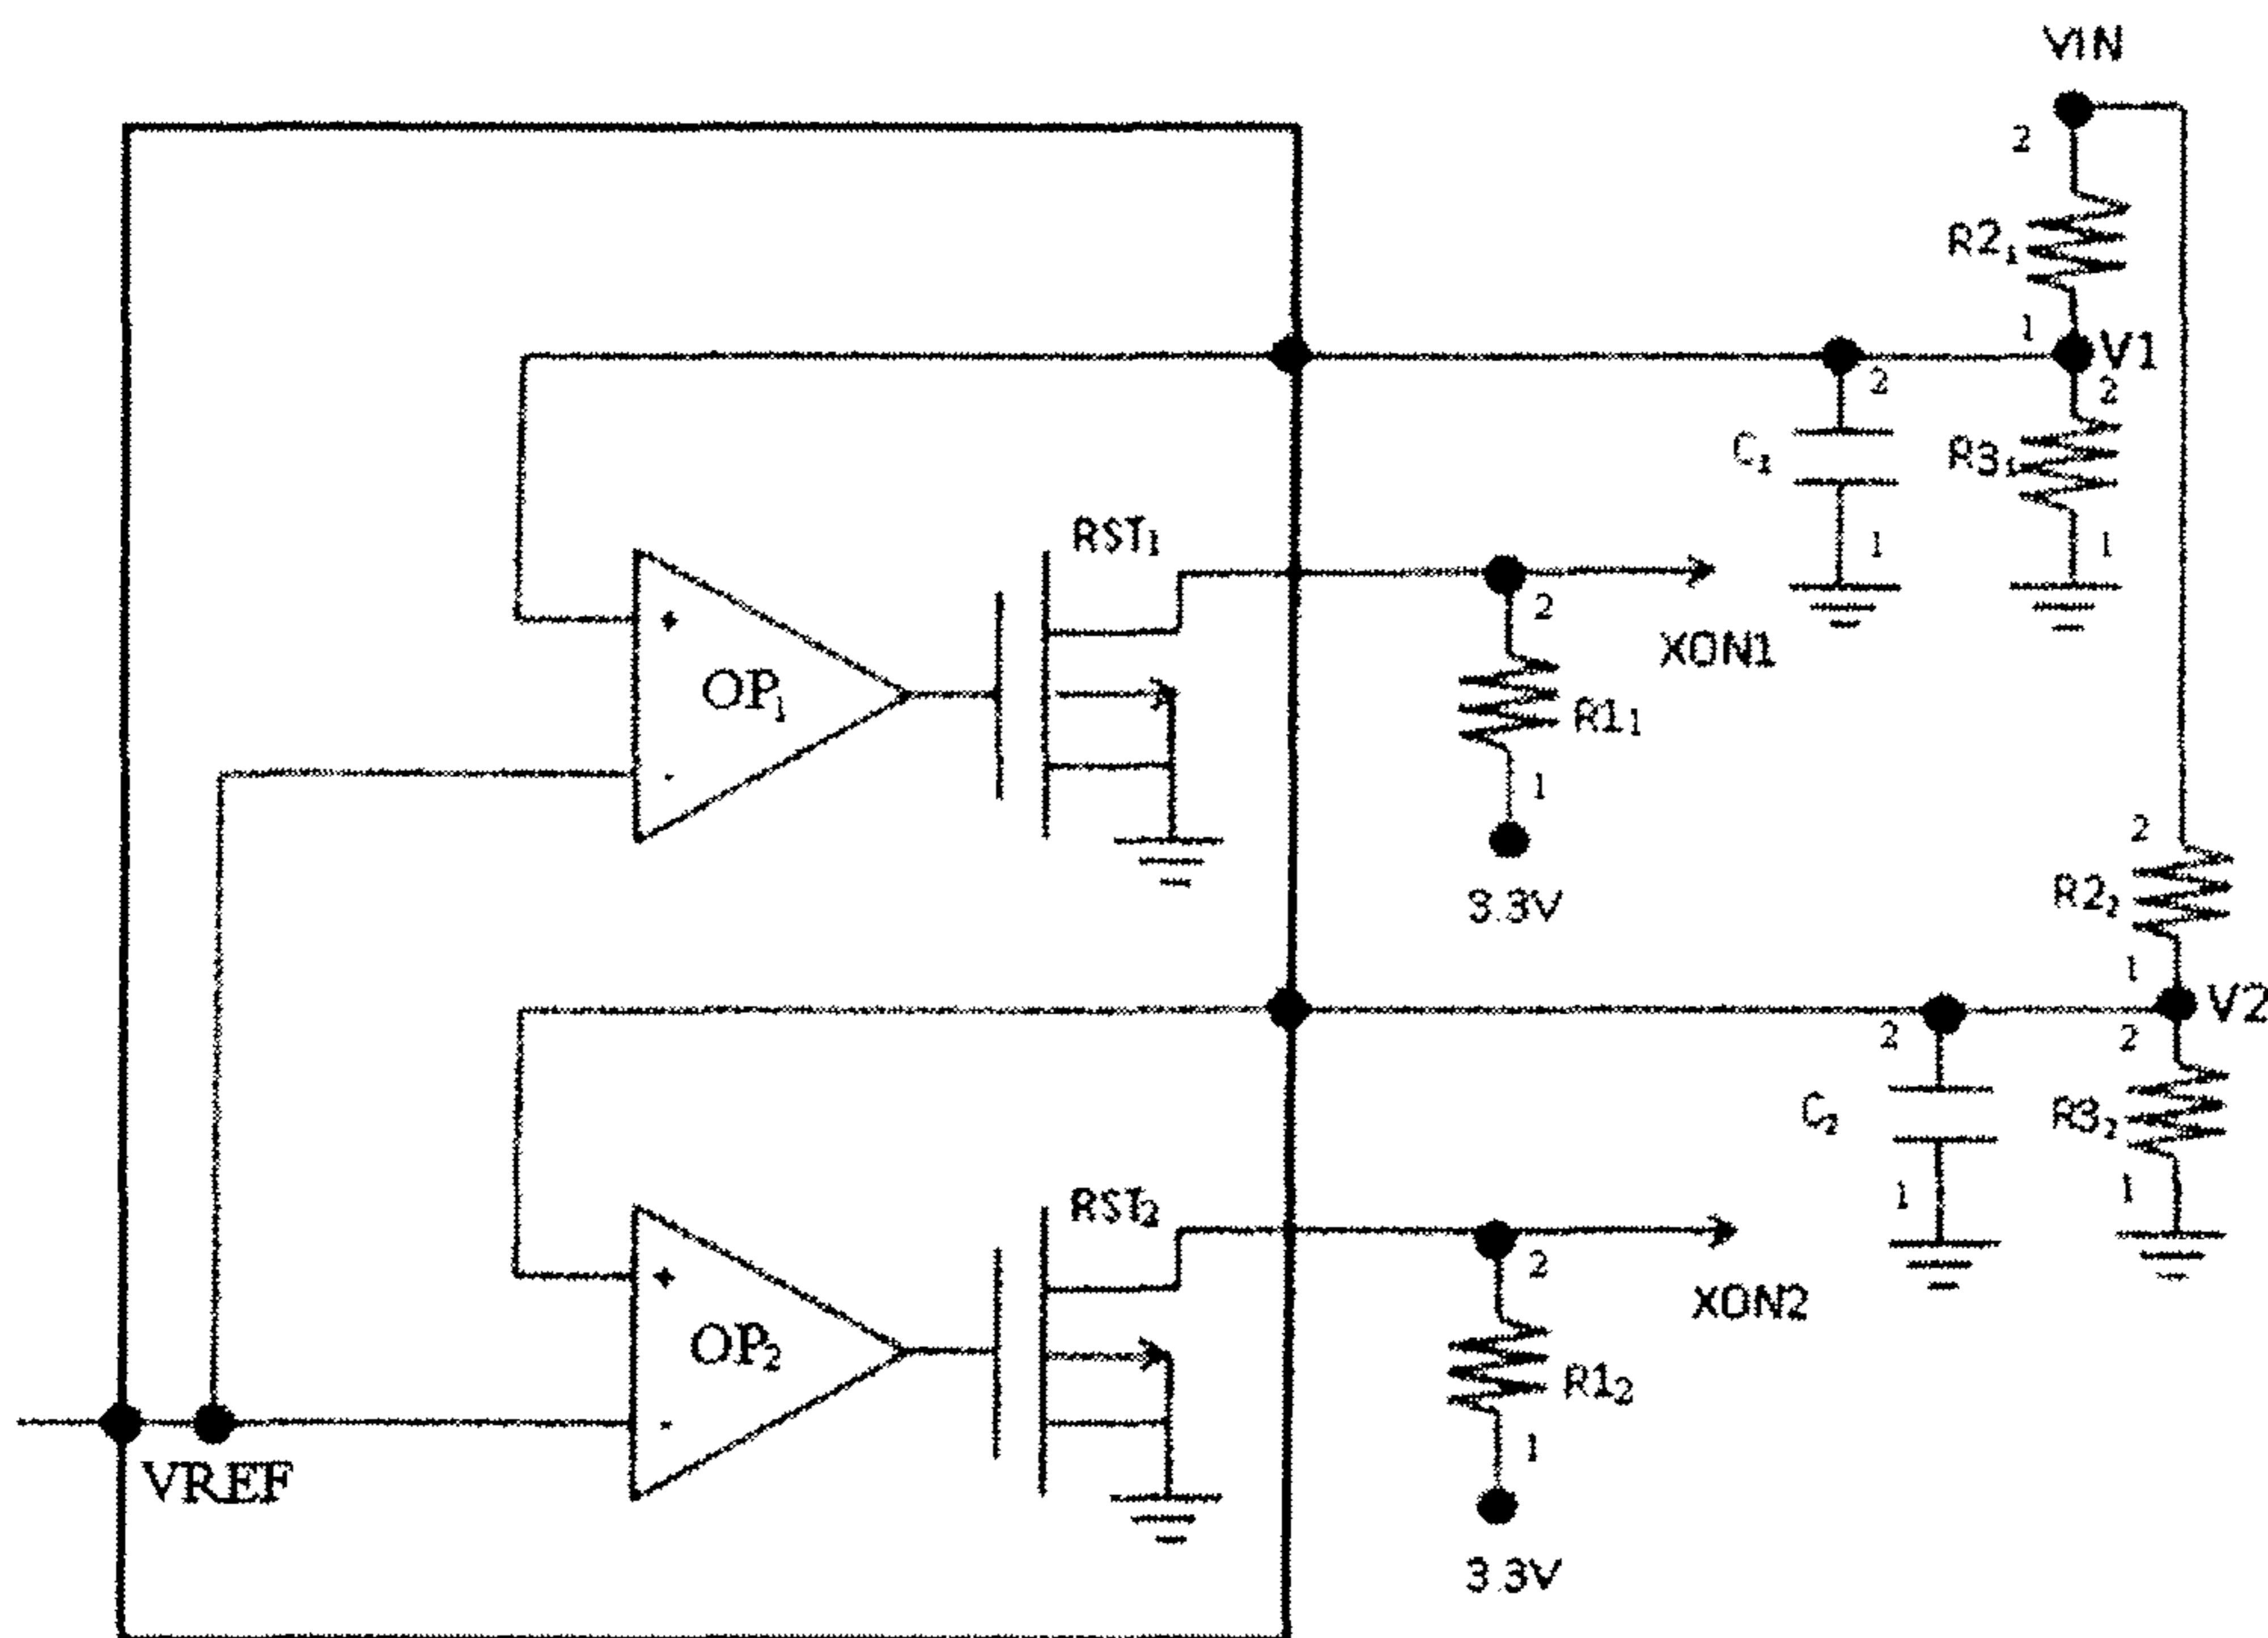 VIN
2
R2₁
1
V1
2
2
C₁
R3₁
RST₁
1
1
+
2
XON1
OP₁
R1₁
-
1
2
3.3V
R2₂
1
V2
2
2
C₂
R3₂
RST₂
1
1
+
2
XON2
OP₂
R1₂
-
1
VREF
3.3V